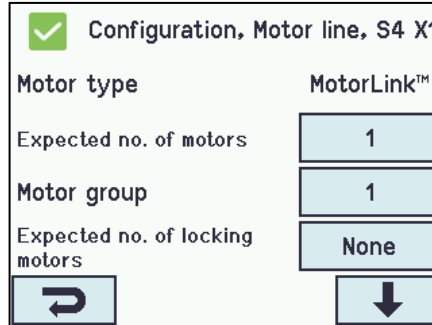 Configuration, Motor line, S4 X1
Motor type MotorLink™
Expected no. of motors 1
Motor group 1
Expected no. of locking
motors None